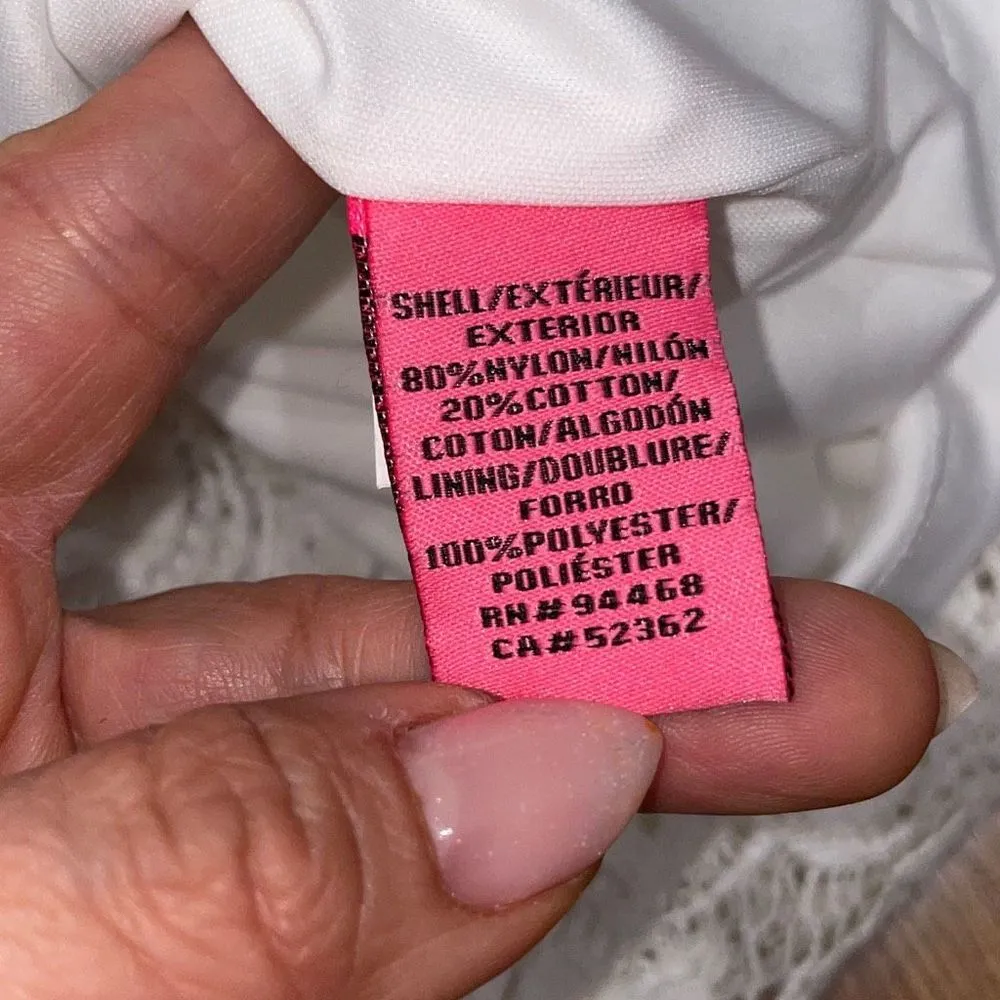 SHELL/EXTÉRIEUR/
EXTERIOR
80%NYLON/NILÓN
20%COTTON/
COTON/ALGODÓN
LINING/DOUBLURE/
FORRO
100%POLYESTER/
POLIÉSTER
RN#94468
CA#52362